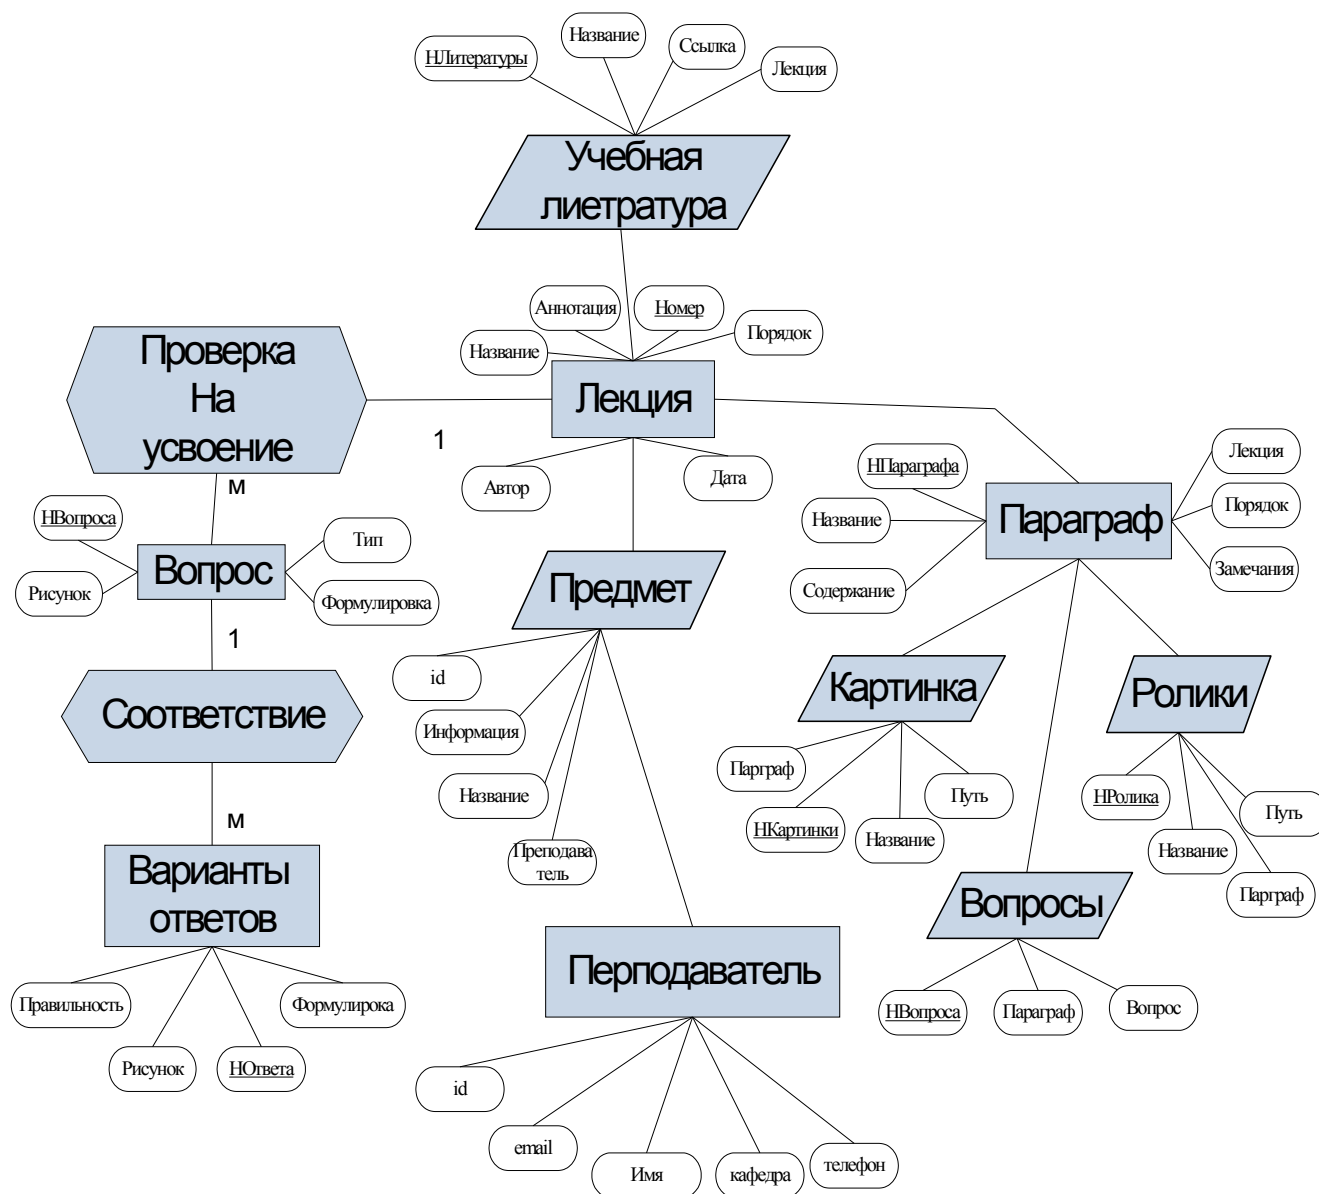 НЛитературы
Название
Ссылка
Лекция
Учебная
лиетратура
Аннотация
Номер
Порядок
Название
Проверка
На
усвоение
Лекция
1
Автор
Дата
м
НВопроса
Тип
Вопрос
Рисунок
Формулировка
1
Соответствие
м
Варианты
ответов
Правильность
Формулирока
Рисунок
НОтвета
Предмет
id
Информация
Название
Преподава
тель
Перподаватель
id
email
Имя
кафедра
телефон
НПараграфа
Лекция
Название
Параграф
Порядок
Содержание
Замечания
Картинка
Парграф
Путь
НКартинки
Название
Ролики
НРолика
Путь
Название
Парграф
Вопросы
НВопроса
Параграф
Вопрос